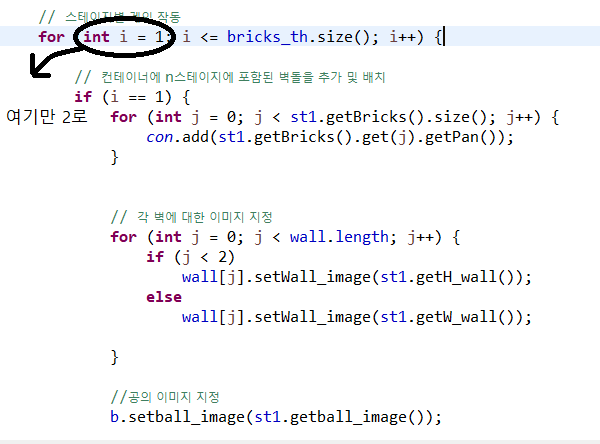 // 스테이지별 게임 작동
for (int i = 1; i <= bricks_th.size(); i++) {
// 컨테이너에 n스테이지에 포함된 벽돌을 추가 및 배치
if (i == 1) {
여기만 2로
for (int j = 0; j < st1.getBricks().size(); j++) {
con.add(st1.getBricks().get(j).getPan());
}
// 각 벽에 대한 이미지 지정
for (int j = 0; j < wall.length; j++) {
if (j < 2)
wall[j].setWall_image(st1.getH_wall());
else
wall[j].setWall_image(st1.getW_wall());
}
//공의 이미지 지정
b.setball_image(st1.getball_image());